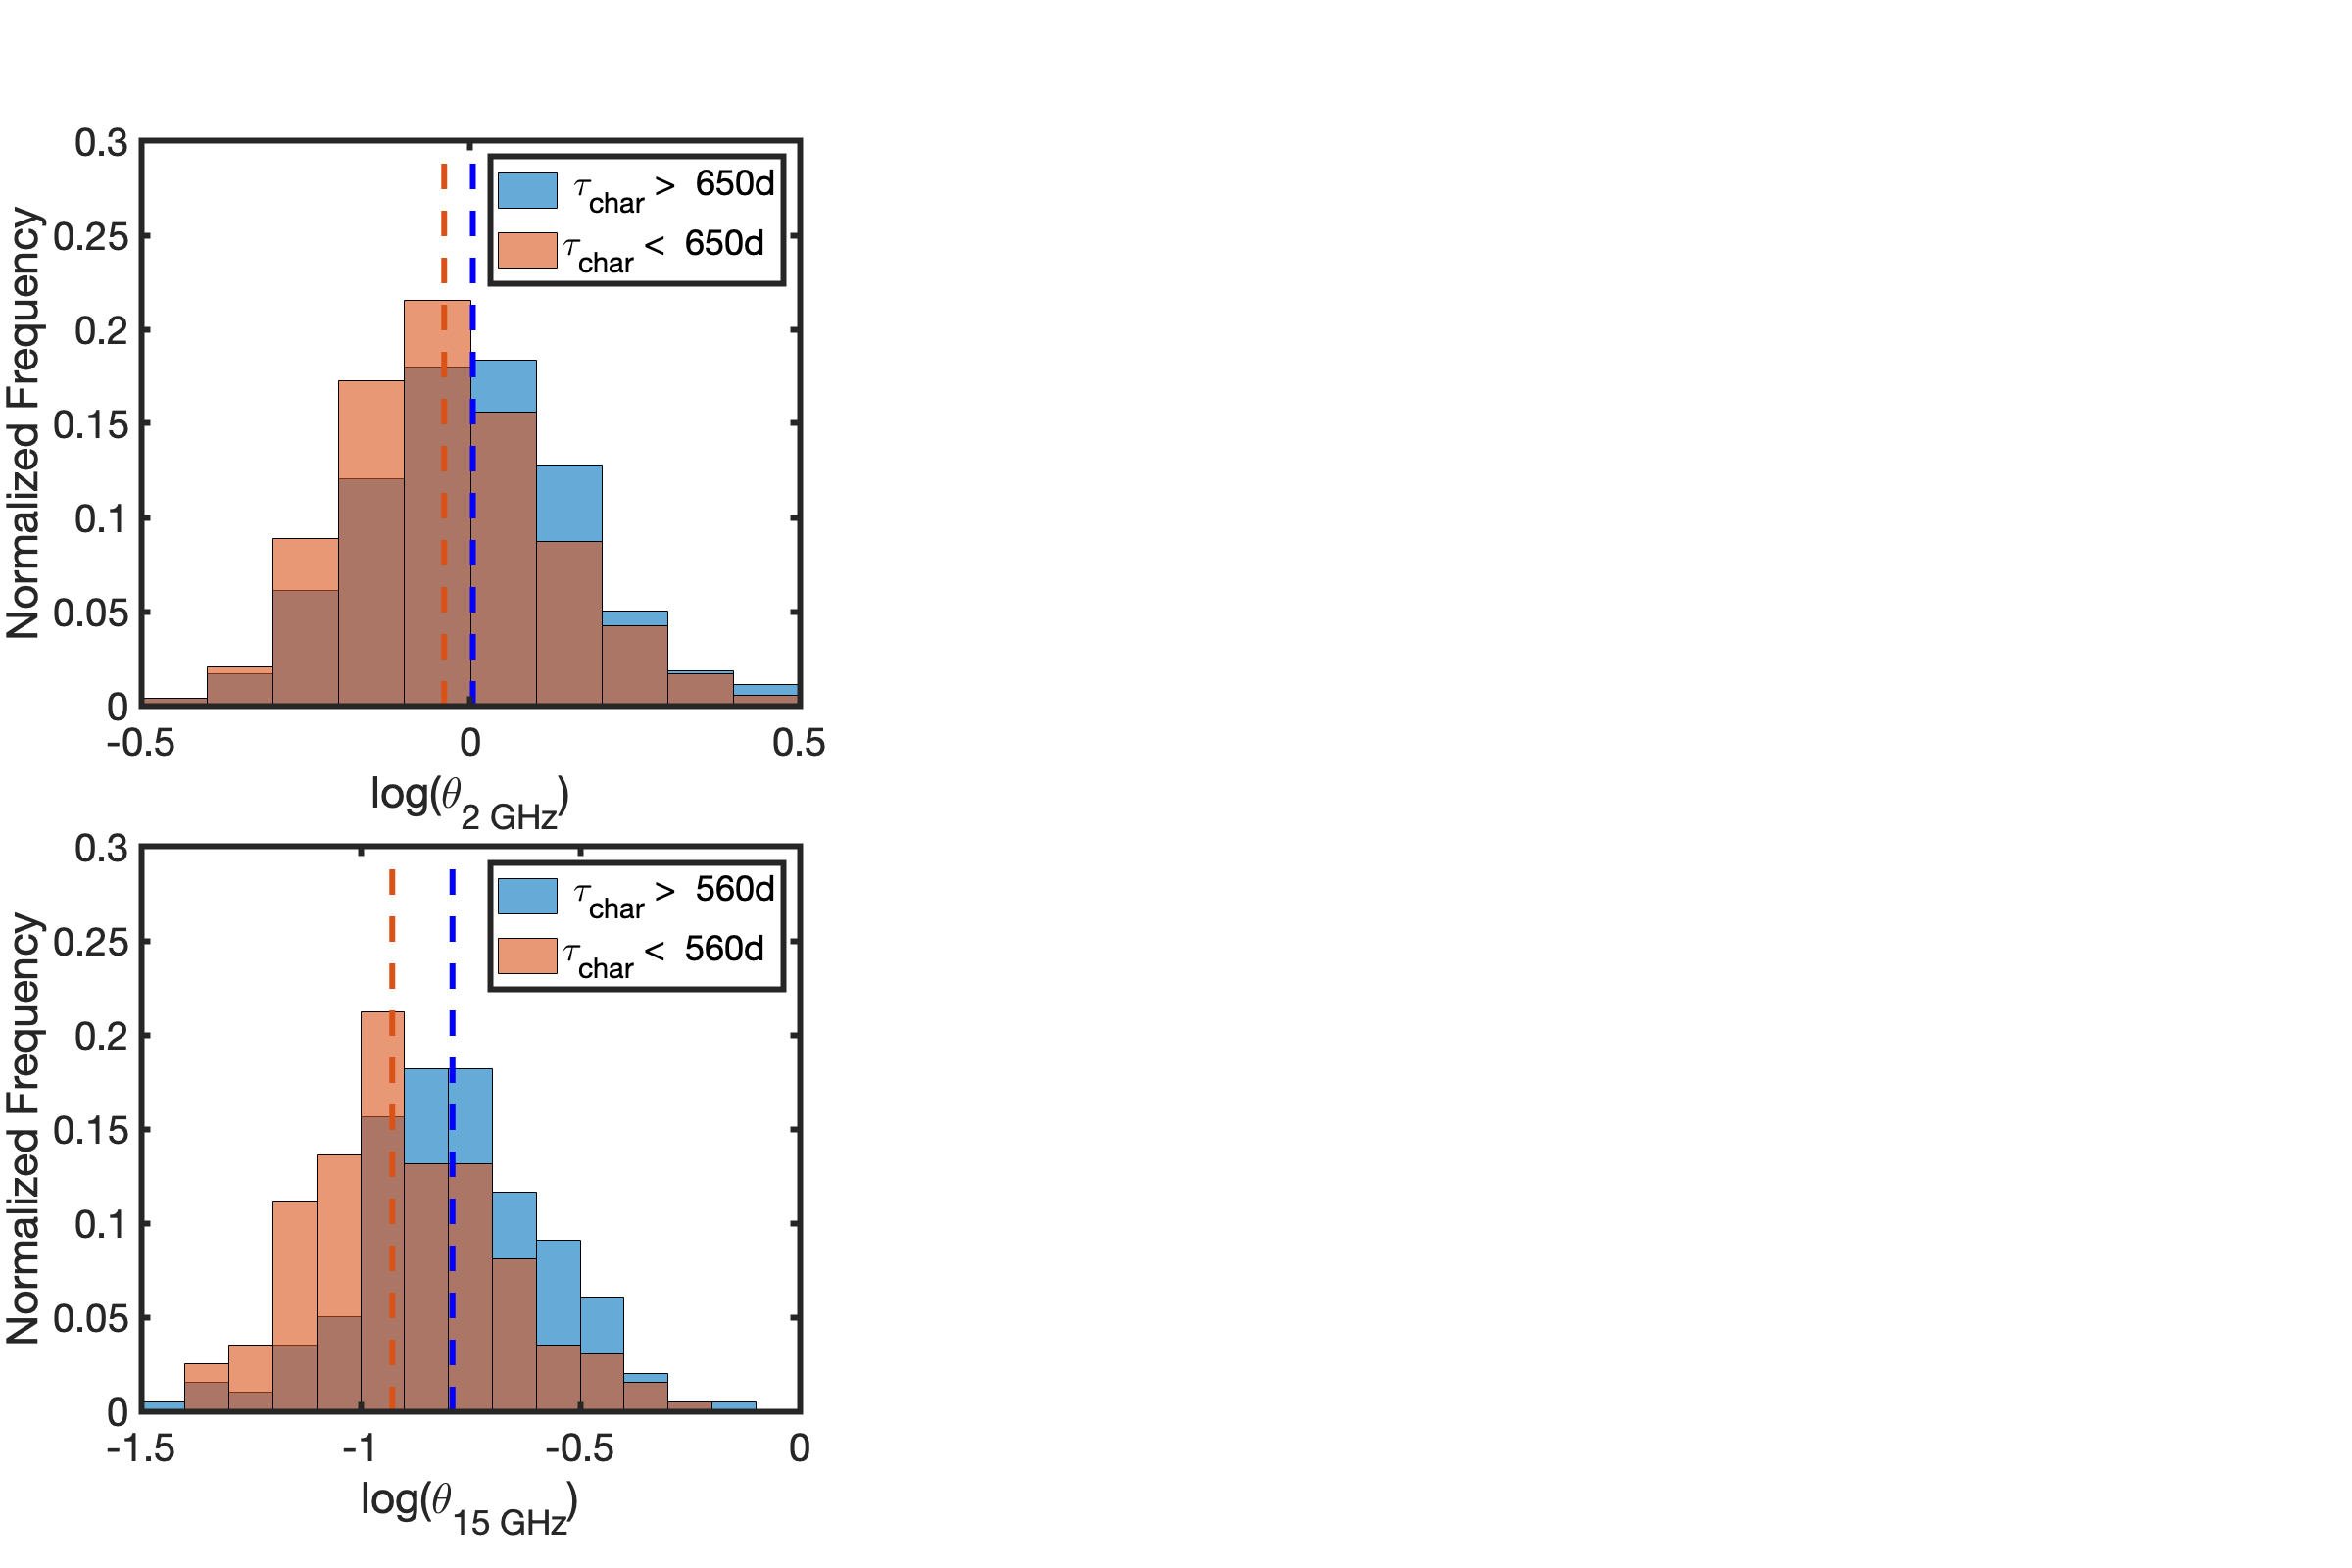 0.3
0.25
0.2
0.15
0.1
0.05
0
Normalized Frequency
τchar > 650d
τchar < 650d
-0.5 0 0.5
log(θ2 GHz)
0.3
0.25
0.2
0.15
0.1
0.05
0
Normalized Frequency
τchar > 560d
τchar < 560d
-1.5 -1 -0.5 0
log(θ15 GHz)